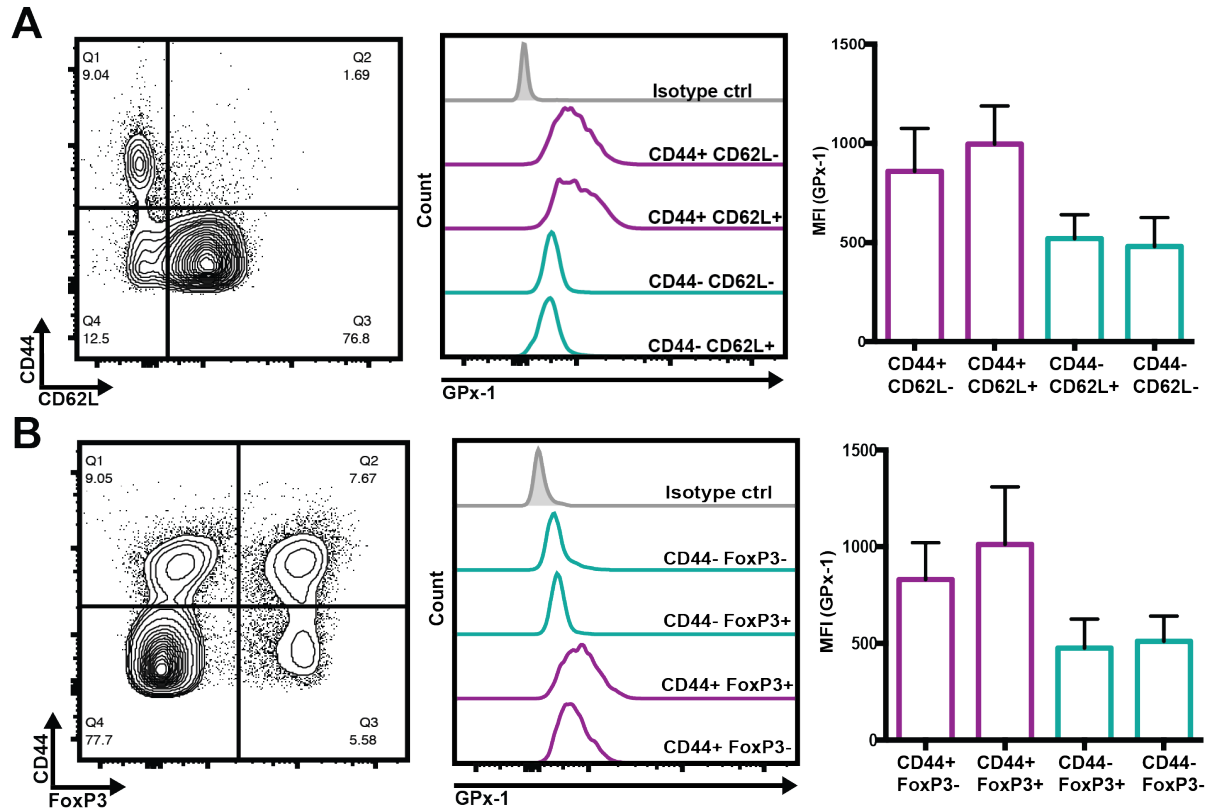 A
Q1
9.04
Q2
1.69
Q4
12.5
Q3
76.8
CD44
CD62L
Count
Isotype ctrl
CD44+ CD62L-
CD44+ CD62L+
CD44- CD62L-
CD44- CD62L+
GPx-1
MFI (GPx-1)
1500
1000
500
0
CD44+
CD62L-
CD44+
CD62L+
CD44-
CD62L+
CD44-
CD62L-
B
Q1
9.05
Q2
7.67
Q4
77.7
Q3
5.58
CD44
FoxP3
Count
Isotype ctrl
CD44- FoxP3-
CD44- FoxP3+
CD44+ FoxP3+
CD44+ FoxP3-
GPx-1
MFI (GPx-1)
1500
1000
500
0
CD44+
FoxP3-
CD44+
FoxP3+
CD44-
FoxP3+
CD44-
FoxP3-